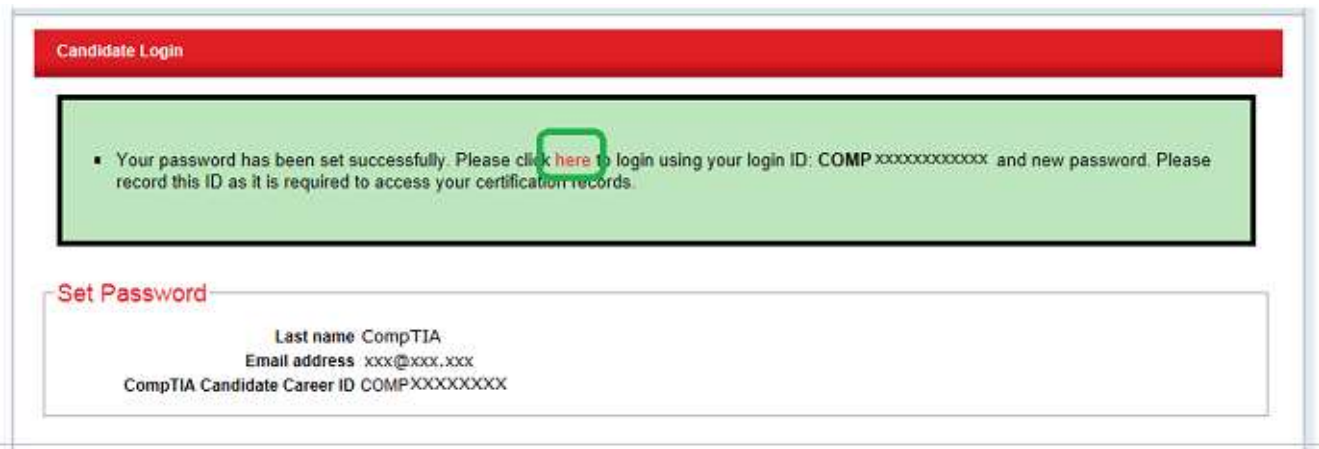 Candidate Login
▪ Your password has been set successfully. Please click here to login using your login ID: COMP xxxxxxxxxxxx and new password. Please
record this ID as it is required to access your certification records.
Set Password
Last name CompTIA
Email address xxx@xxx.xxx
CompTIA Candidate Career ID COMPXXXXXXXX